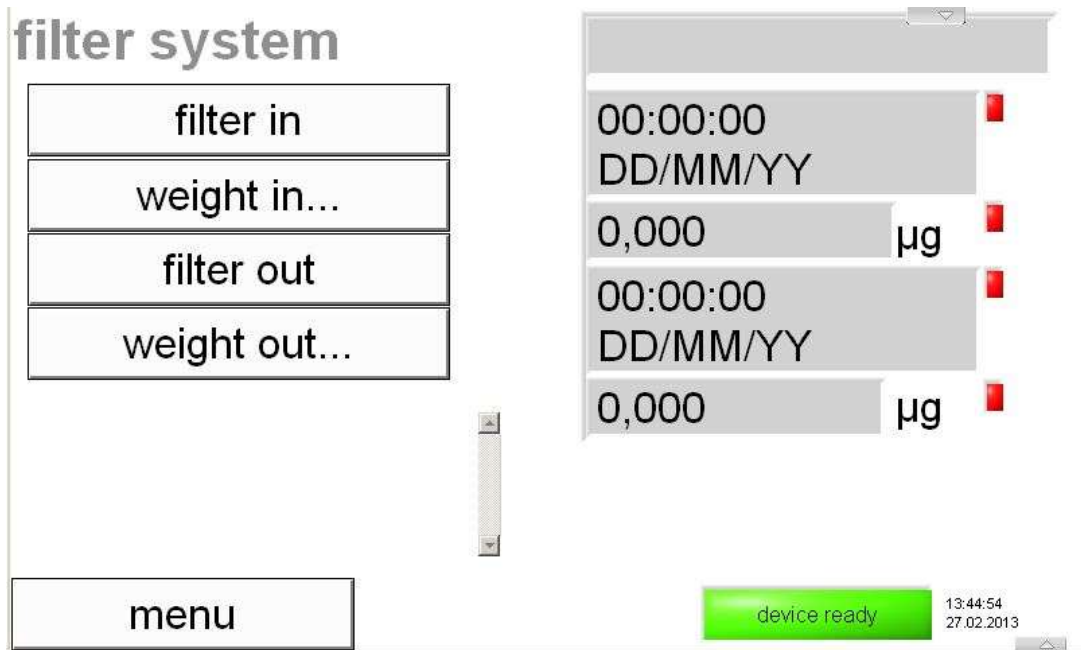 filter system
filter in
00:00:00
DD/MM/YY
weight in...
0,000 µg
filter out
00:00:00
DD/MM/YY
weight out...
0,000 µg
menu
device ready
13:44:54
27.02.2013